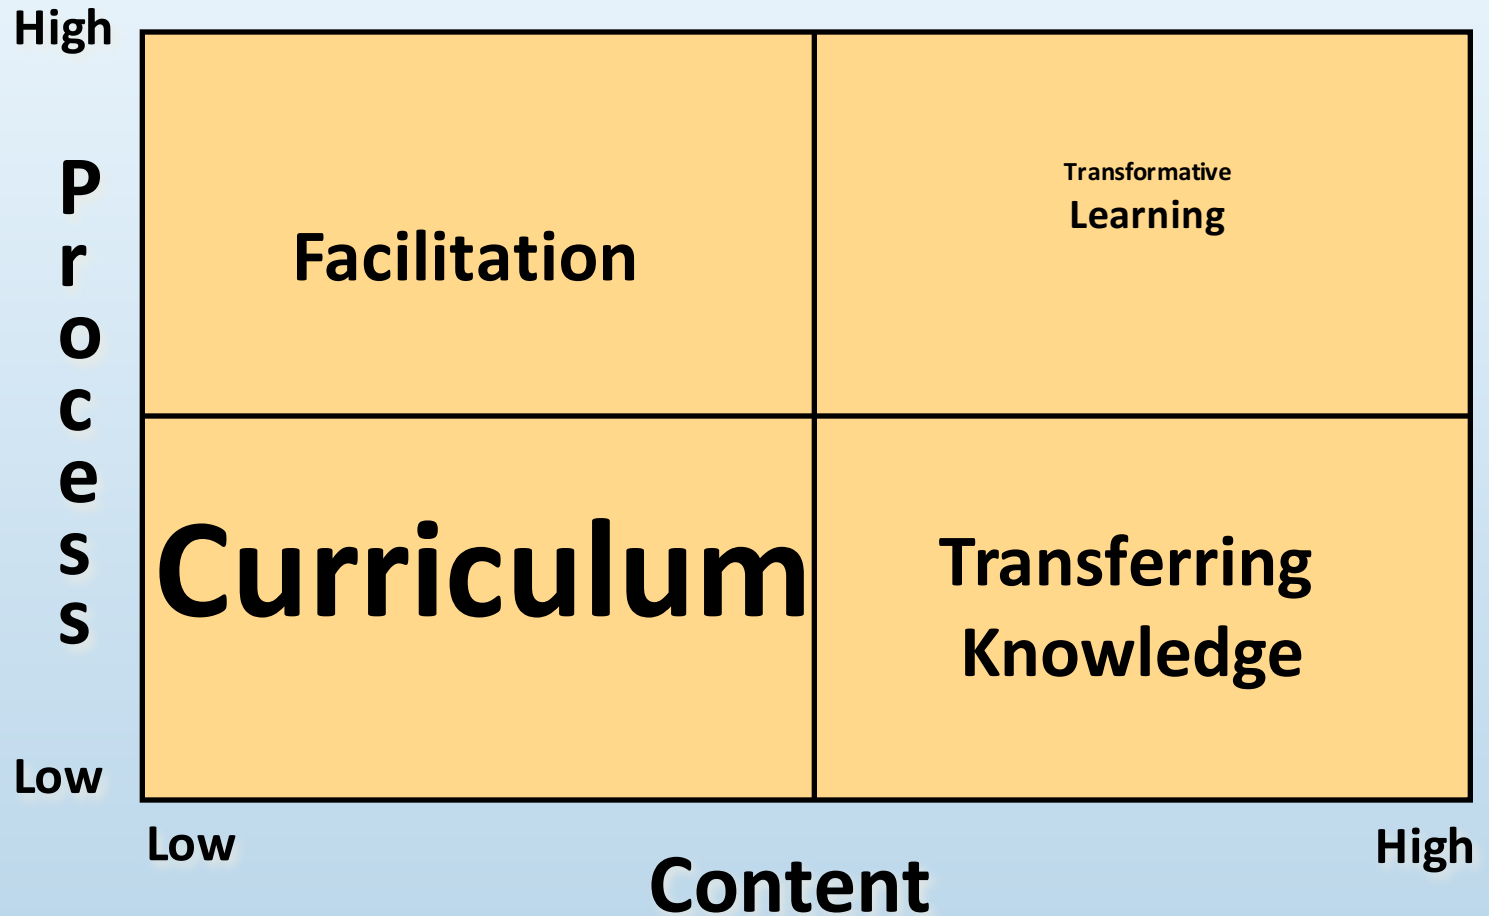 High
Process
Transformative
Learning
Facilitation
Curriculum
Transferring
Knowledge
Low
Low
High
Content